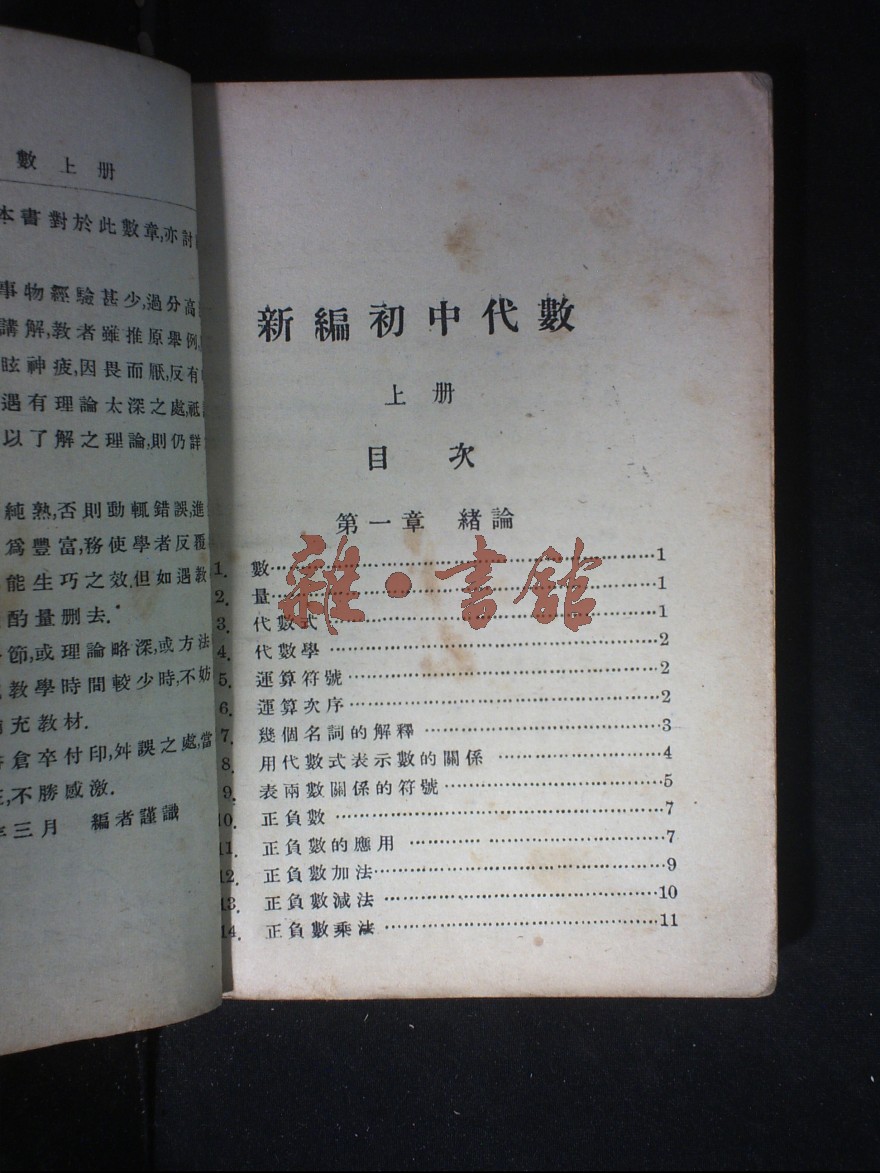 數上册
本書對於此數章,亦討
事物經驗甚少,過分高
講解,教者雖推原舉例,
眩神疲,因畏而厭,反有
遇有理論太深之處,祗
以了解之理論,則仍詳
純熟,否則動輒錯誤,進
爲豐富,務使學者反覆
能生巧之效.但如遇教
酌量刪去.
節,或理論略深,或方法
教學時間較少時,不妨
充教材.
倉卒付印,舛誤之處,當
不勝感激.
年三月 編者謹識
新編初中代數
上册
目次
第一章 緒論
1. 數……1
2. 量……1
3. 代數式……1
4. 代數學……2
5. 運算符號……2
6. 運算次序……2
7. 幾個名詞的解釋……3
8. 用代數式表示數的關係……4
9. 表兩數關係的符號……5
10. 正負數……7
11. 正負數的應用……7
12. 正負數加法……9
13. 正負數減法……10
14. 正負數乘法……11
雜·書館